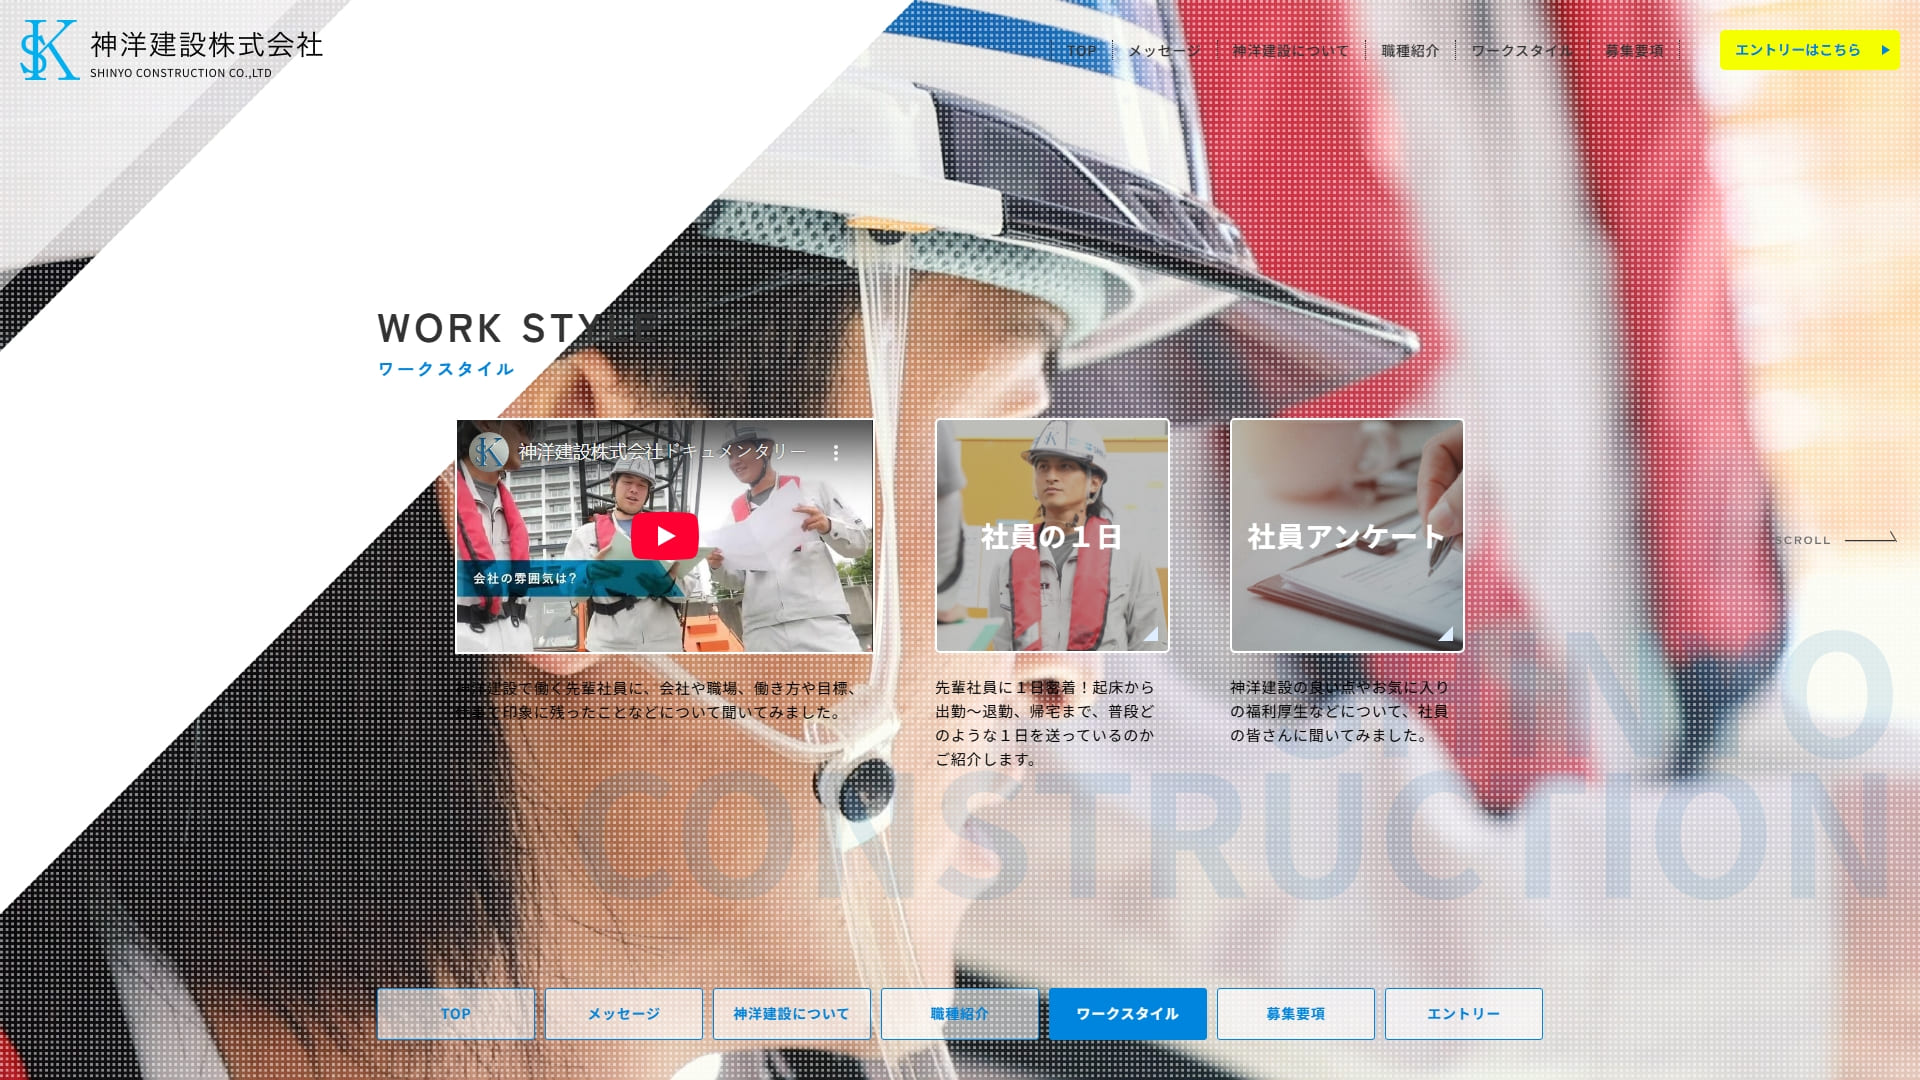 神洋建設株式会社
SHINYO CONSTRUCTION CO.,LTD
TOP
メッセージ
神洋建設について
職種紹介
ワークスタイル
募集要項
エントリーはこちら
WORK STYLE
ワークスタイル
神洋建設株式会社ドキュメンタリー
会社の雰囲気は?
神洋建設で働く先輩社員に、会社や職場、働き方や目標、
仕事で印象に残ったことなどについて聞いてみました。
社員の１日
先輩社員に１日密着！起床から
出勤～退勤、帰宅まで、普段ど
のような１日を送っているのか
ご紹介します。
社員アンケート
神洋建設の良い点やお気に入り
の福利厚生などについて、社員
の皆さんに聞いてみました。
SCROLL
SHINYO
CONSTRUCTION
TOP
メッセージ
神洋建設について
職種紹介
ワークスタイル
募集要項
エントリー